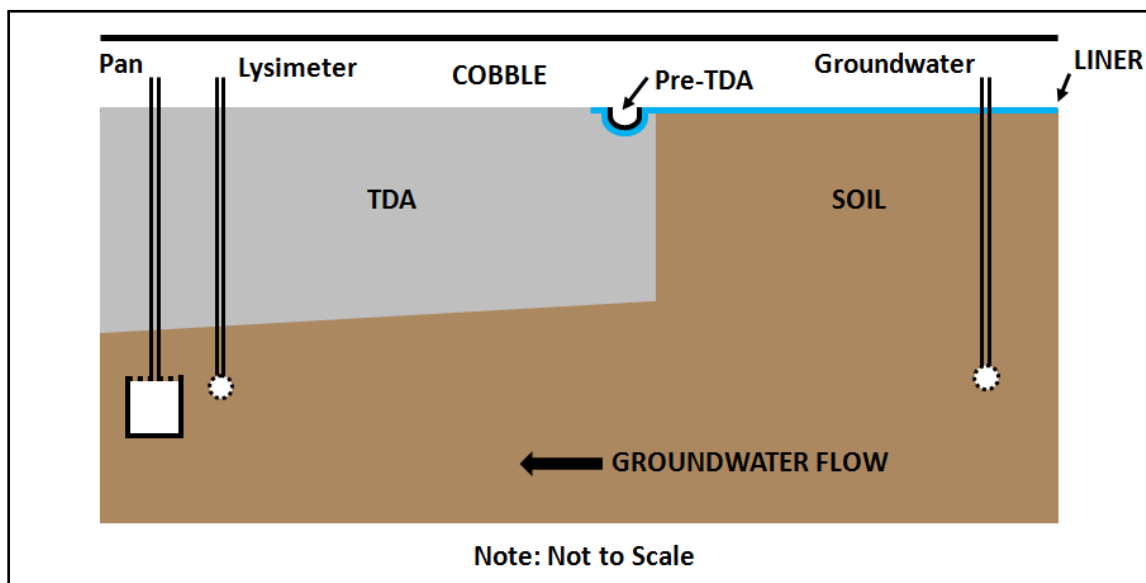 Pan
Lysimeter
COBBLE
Pre-TDA
Groundwater
LINER
TDA
SOIL
GROUNDWATER FLOW
Note: Not to Scale